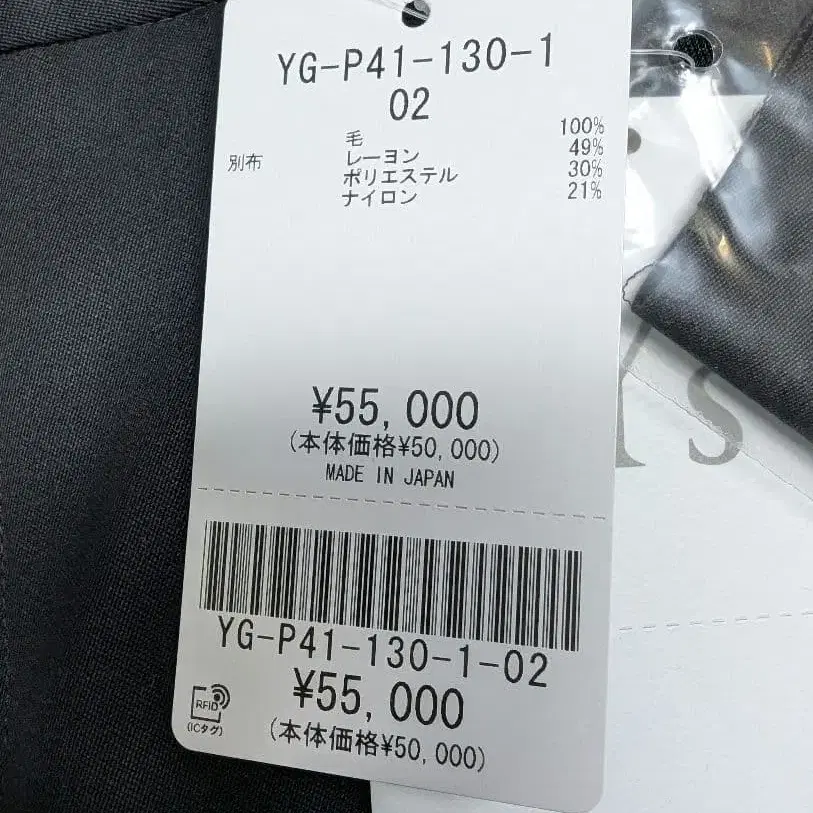 YG-P41-130-1
02
毛 100%
別布 レーヨン 49%
ポリエステル 30%
ナイロン 21%
¥55,000
(本体価格¥50,000)
MADE IN JAPAN
YG-P41-130-1-02
¥55,000
(本体価格¥50,000)
RFID
(ICタグ)